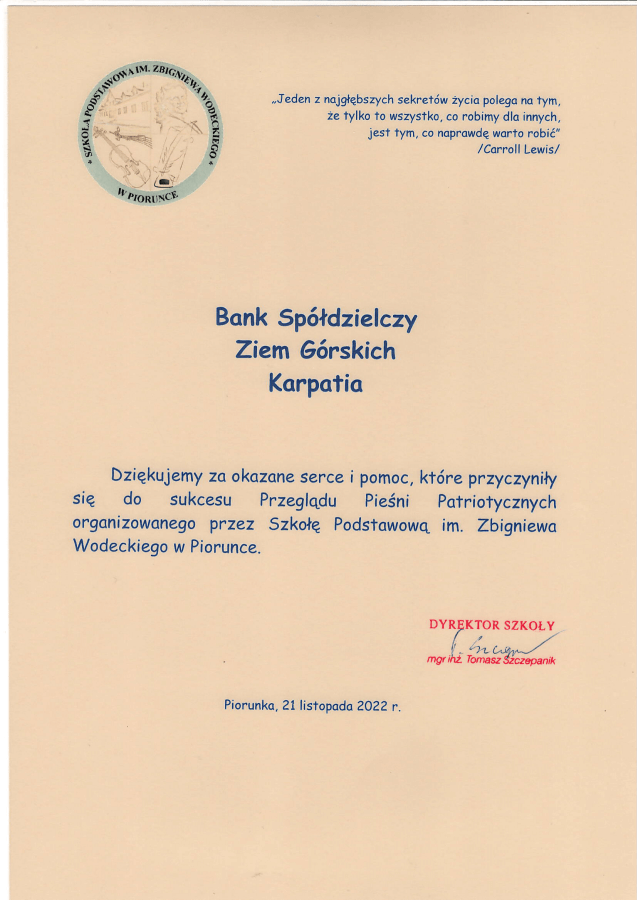 * SZKOŁA PODSTAWOWA IM. ZBIGNIEWA WODECKIEGO *
W PIORUNCE
„Jeden z najgłębszych sekretów życia polega na tym,
że tylko to wszystko, co robimy dla innych,
jest tym, co naprawdę warto robić"
/Carroll Lewis/
Bank Spółdzielczy
Ziem Górskich
Karpatia
Dziękujemy za okazane serce i pomoc, które przyczyniły
się do sukcesu Przeglądu Pieśni Patriotycznych
organizowanego przez Szkołę Podstawową im. Zbigniewa
Wodeckiego w Piorunce.
DYREKTOR SZKOŁY
mgr inż. Tomasz Szczepanik
Piorunka, 21 listopada 2022 r.